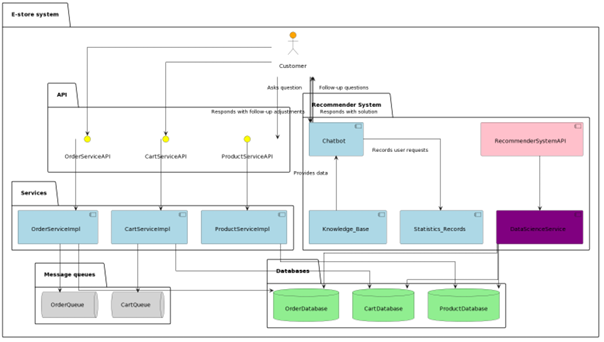 E-store system
Customer
API
Asks question
Follow-up questions
Recommender System
Responds with follow-up adjustments
Responds with solution
Chatbot
RecommenderSystemAPI
OrderServiceAPI
CartServiceAPI
ProductServiceAPI
Records user requests
Provides data
Services
OrderServiceImpl
CartServiceImpl
ProductServiceImpl
Knowledge_Base
Statistics_Records
DataScienceService
Message queues
Databases
OrderQueue
CartQueue
OrderDatabase
CartDatabase
ProductDatabase